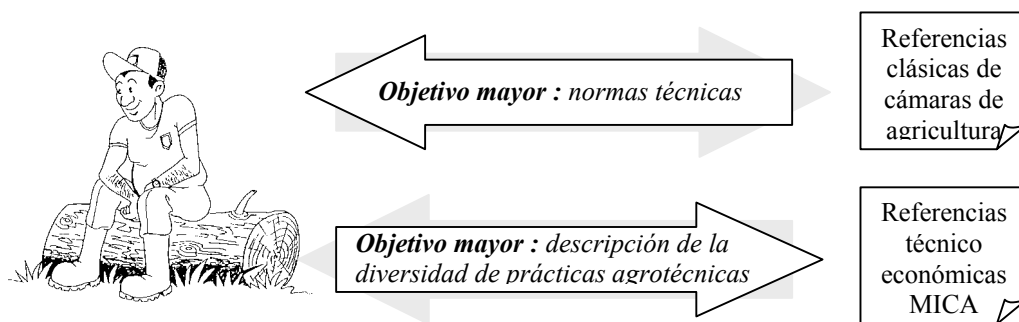 Objetivo mayor : normas técnicas
Referencias
clásicas de
cámaras de
agricultura
Objetivo mayor : descripción de la
diversidad de prácticas agrotécnicas
Referencias
técnico
económicas
MICA